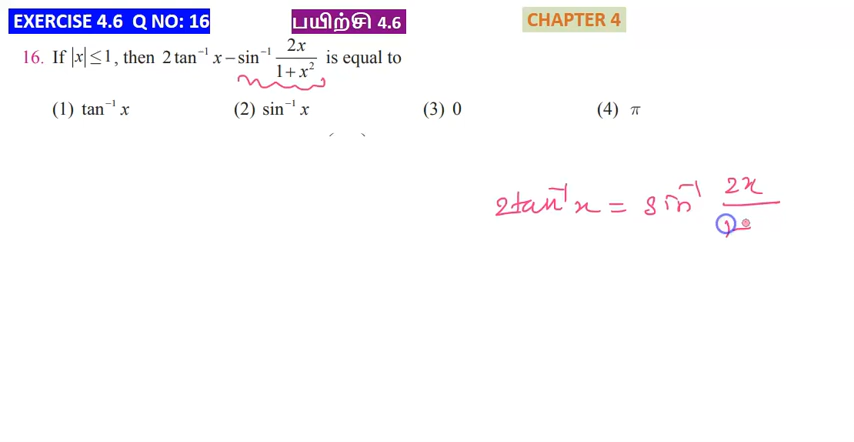 EXERCISE 4.6 Q NO: 16 பயிற்சி 4.6 CHAPTER 4
16. If |x| ≤ 1, then 2 tan⁻¹ x − sin⁻¹ 2x/(1+x²) is equal to
(1) tan⁻¹ x (2) sin⁻¹ x (3) 0 (4) π
2tan⁻¹ x = sin⁻¹ 2x